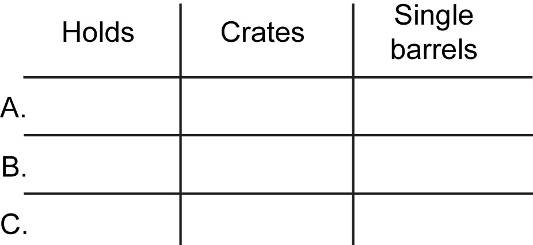 Holds
Crates
Single
barrels
A.
B.
C.